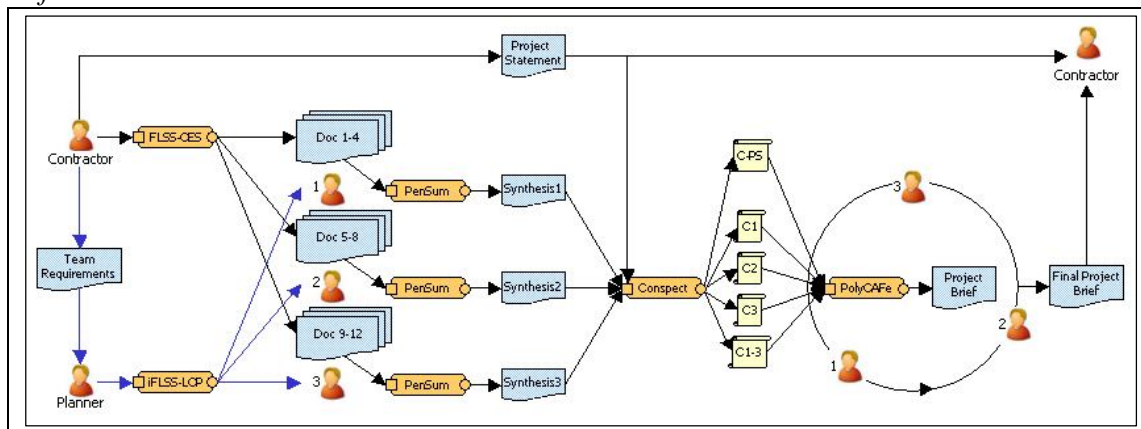 Project
Statement
Contractor
Contractor
FLSS-CES
Doc 1-4
C-PS
1
PenSum
Synthesis1
3
Team
Requirements
Doc 5-8
C1
2
PenSum
Synthesis2
Conspect
C2
PolyCAFe
Project
Brief
Final Project
Brief
C3
Doc 9-12
2
C1-3
1
Planner
iFLSS-LCP
3
PenSum
Synthesis3